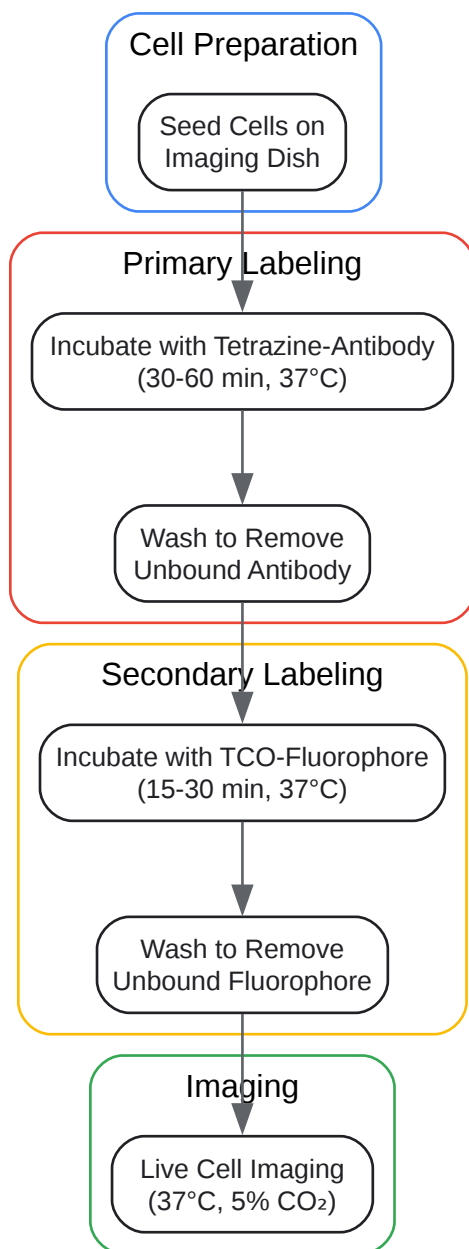 Cell Preparation
Seed Cells on
Imaging Dish
Primary Labeling
Incubate with Tetrazine-Antibody
(30-60 min, 37°C)
Wash to Remove
Unbound Antibody
Secondary Labeling
Incubate with TCO-Fluorophore
(15-30 min, 37°C)
Wash to Remove
Unbound Fluorophore
Imaging
Live Cell Imaging
(37°C, 5% CO₂)